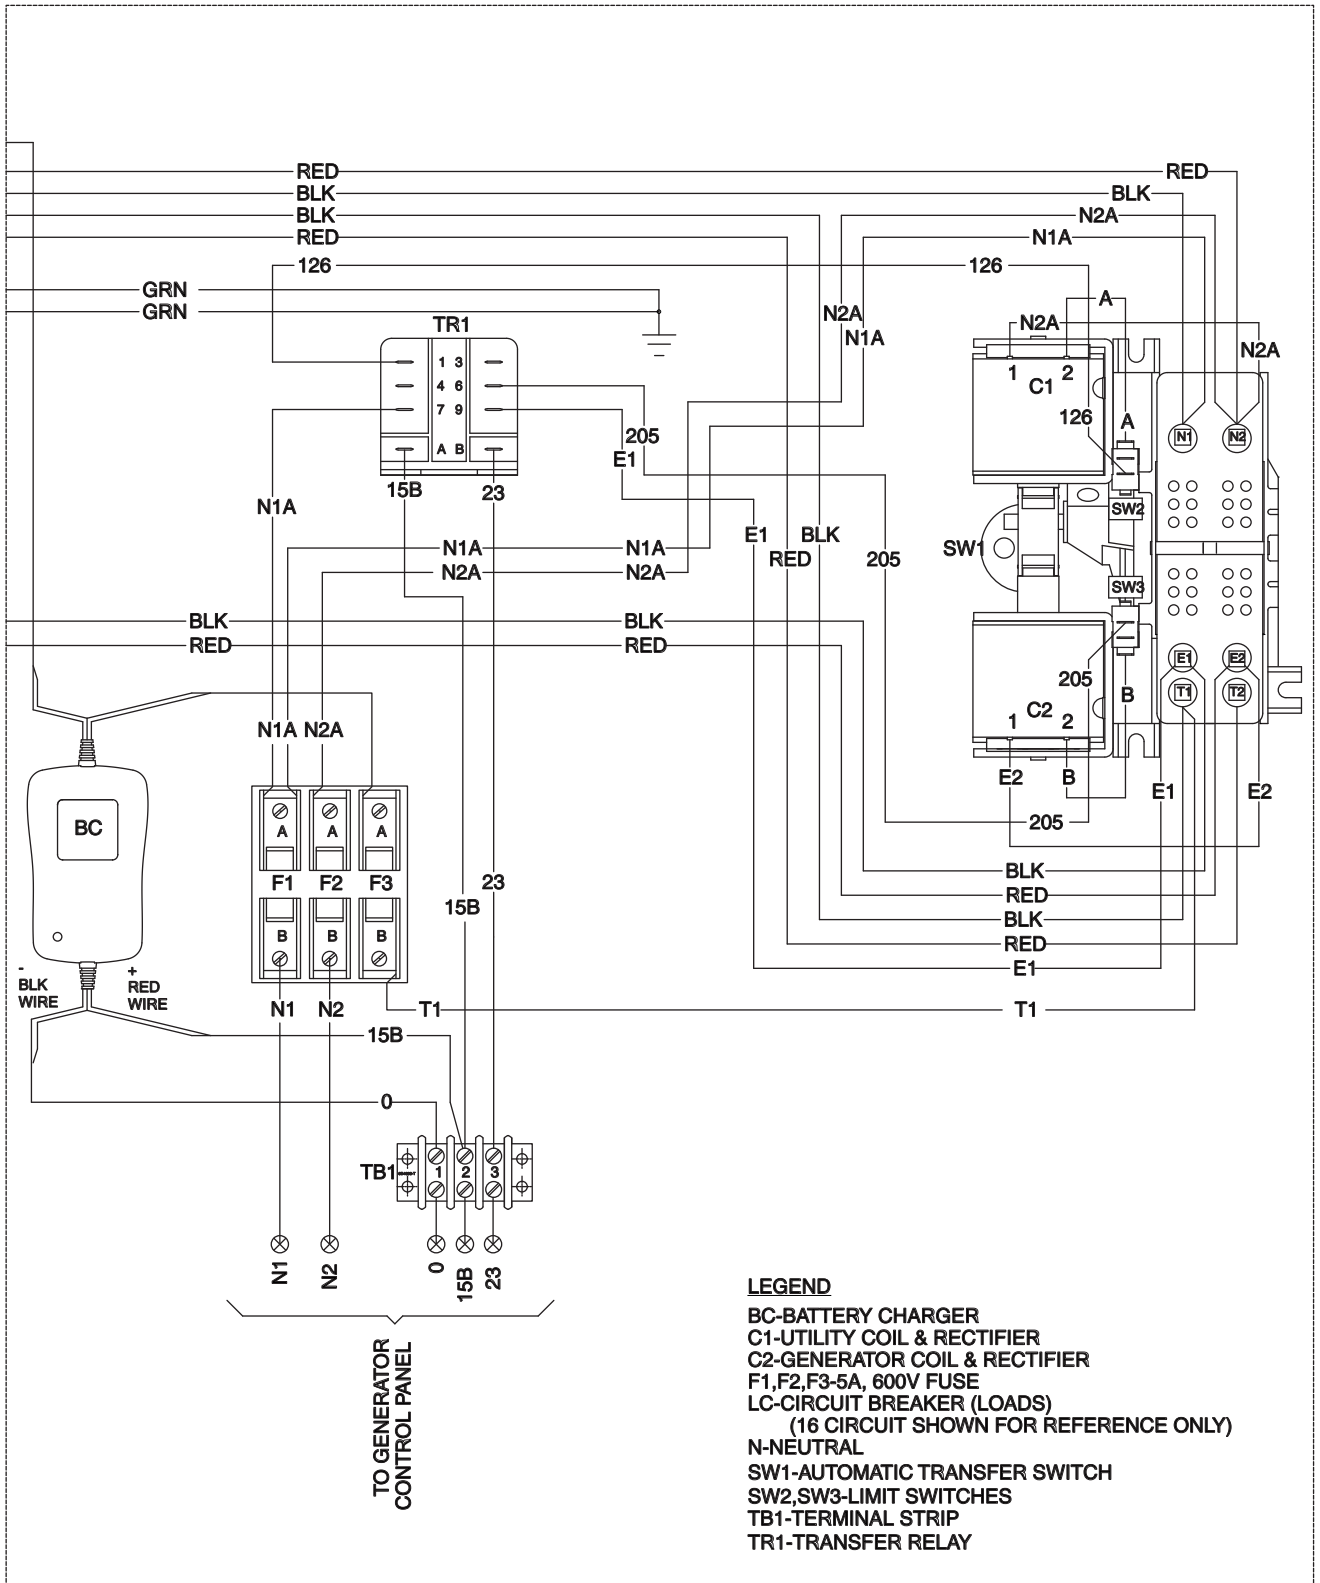 RED RED
BLK BLK
BLK N2A
RED N1A
126 126
GRN A
GRN N2A N2A
TR1 N1A N2A
1 3 1 2
4 6 C1
7 9 126 A N1 N2
205
A B E1
15B 23
N1A SW2
E1 BLK
N1A N1A SW1
RED 205
N2A N2A
SW3
BLK BLK
RED RED
E1 E2
205 B T1 T2
C2
N1A N2A 1 2
E2 B E1 E2
A A A
BC 205
F1 F2 F3 BLK
23
15B RED
BLK
B B B RED
- + E1
BLK RED
WIRE WIRE
N1 N2 T1 T1
15B
0
TB1 1 2 3
N1 N2 0 15B 23
TO GENERATOR
CONTROL PANEL
LEGEND
BC-BATTERY CHARGER
C1-UTILITY COIL & RECTIFIER
C2-GENERATOR COIL & RECTIFIER
F1,F2,F3-5A, 600V FUSE
LC-CIRCUIT BREAKER (LOADS)
(16 CIRCUIT SHOWN FOR REFERENCE ONLY)
N-NEUTRAL
SW1-AUTOMATIC TRANSFER SWITCH
SW2,SW3-LIMIT SWITCHES
TB1-TERMINAL STRIP
TR1-TRANSFER RELAY